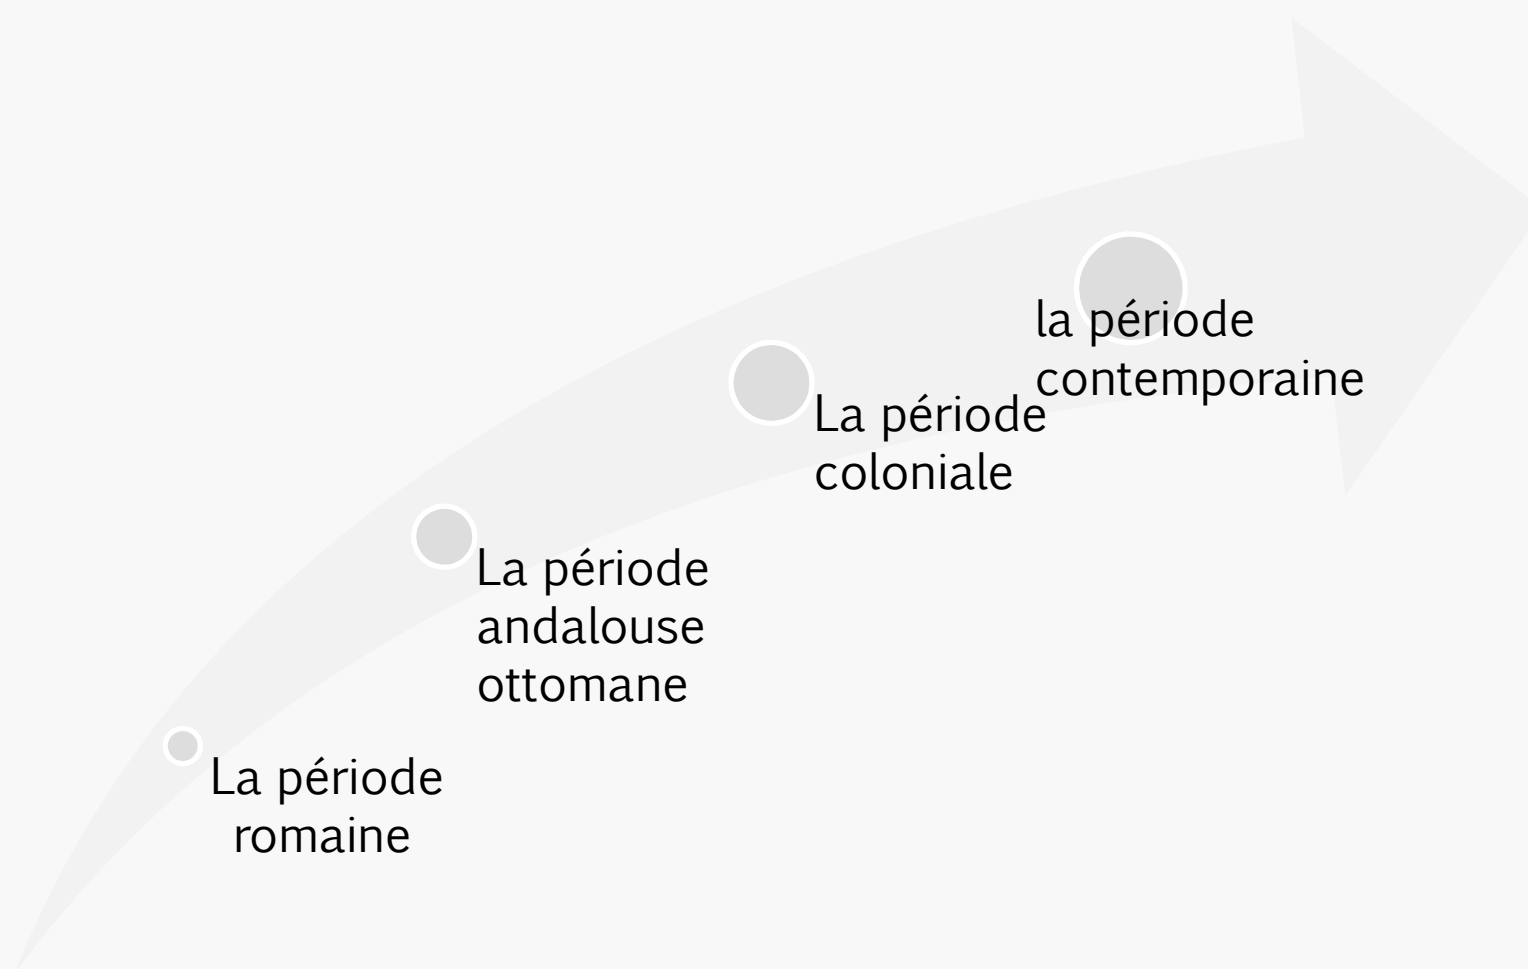 La période
romaine
La période
andalouse
ottomane
La période
coloniale
la période
contemporaine